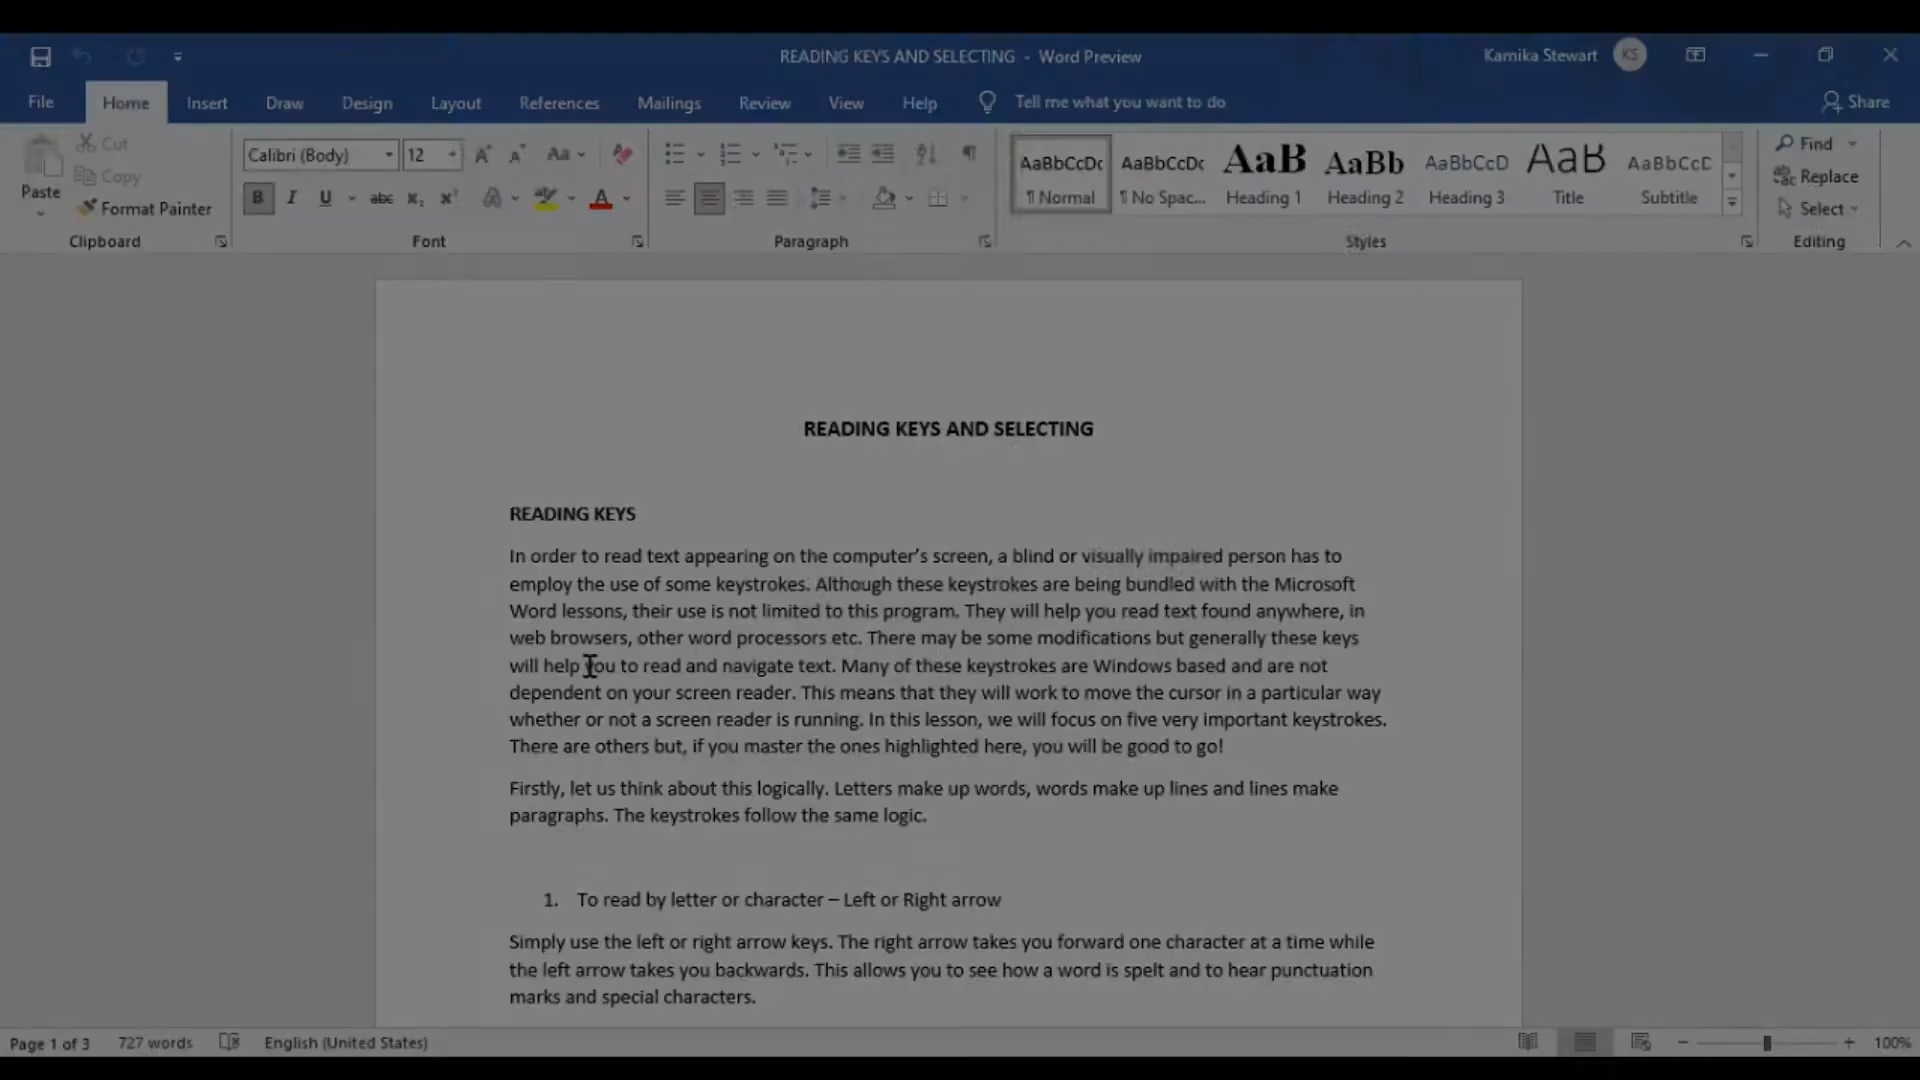 READING KEYS AND SELECTING - Word Preview
Kamika Stewart KS
File Home Insert Draw Design Layout References Mailings Review View Help Tell me what you want to do Share
Paste
Cut
Copy
Format Painter
Clipboard
Calibri (Body) 12
Aa
B I U abc x₂ x² A A
Font
Paragraph
AaBbCcDc AaBbCcDc AaB AaBb AaBbCcD AaB AaBbCcC
¶ Normal ¶ No Spac... Heading 1 Heading 2 Heading 3 Title Subtitle
Styles
Find
Replace
Select
Editing
READING KEYS AND SELECTING
READING KEYS
In order to read text appearing on the computer’s screen, a blind or visually impaired person has to
employ the use of some keystrokes. Although these keystrokes are being bundled with the Microsoft
Word lessons, their use is not limited to this program. They will help you read text found anywhere, in
web browsers, other word processors etc. There may be some modifications but generally these keys
will help you to read and navigate text. Many of these keystrokes are Windows based and are not
dependent on your screen reader. This means that they will work to move the cursor in a particular way
whether or not a screen reader is running. In this lesson, we will focus on five very important keystrokes.
There are others but, if you master the ones highlighted here, you will be good to go!
Firstly, let us think about this logically. Letters make up words, words make up lines and lines make
paragraphs. The keystrokes follow the same logic.
1. To read by letter or character – Left or Right arrow
Simply use the left or right arrow keys. The right arrow takes you forward one character at a time while
the left arrow takes you backwards. This allows you to see how a word is spelt and to hear punctuation
marks and special characters.
Page 1 of 3 727 words English (United States) 100%